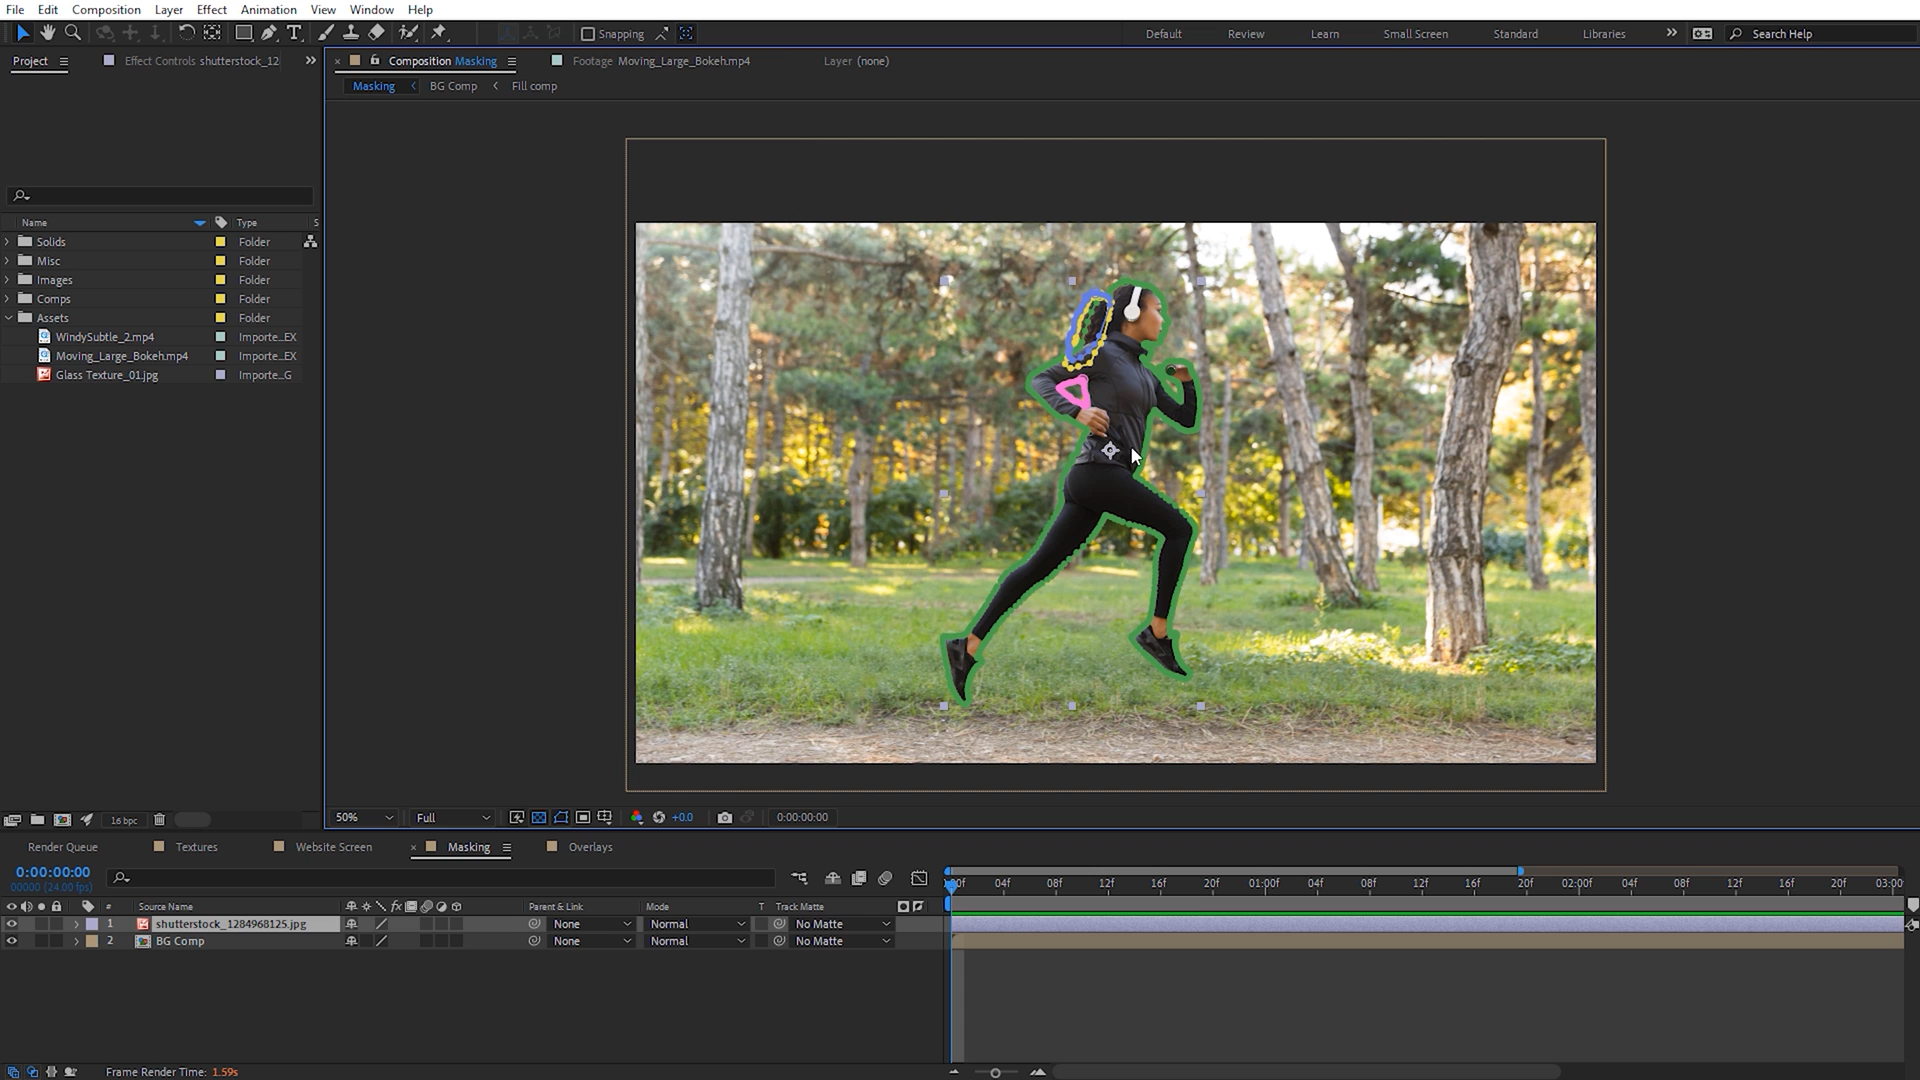 File Edit Composition Layer Effect Animation View Window Help
Snapping Default Review Learn Small Screen Standard Libraries Search Help
Project Effect Controls shutterstock_12 Composition Masking Footage Moving_Large_Bokeh.mp4 Layer (none)
Masking BG Comp Fill comp
Name Type S
Solids Folder
Misc Folder
Images Folder
Comps Folder
Assets Folder
WindySubtle_2.mp4 Importe...EX
Moving_Large_Bokeh.mp4 Importe...EX
Glass Texture_01.jpg Importe...G
16 bpc 50% Full +0.0 0:00:00:00
Render Queue Textures Website Screen Masking Overlays
0:00:00:00
00000 (24.00 fps)
04f 08f 12f 16f 20f 01:00f 04f 08f 12f 16f 20f 02:00f 04f 08f 12f 16f 20f 03:00
# Source Name fx Parent & Link Mode T Track Matte
1 shutterstock_1284968125.jpg None Normal No Matte
2 BG Comp None Normal No Matte
Frame Render Time: 1.59s